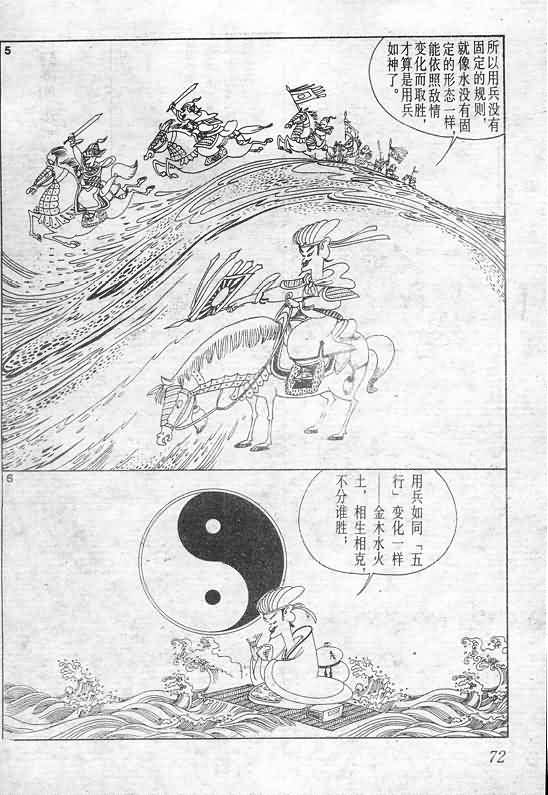 5
所以用兵没有
固定的规则，
就像水没有固
定的形态一样，
能依照敌情
变化而取胜，
才算是用兵
如神了。
6
用兵如同「五
行」变化一样
——金木水火
土，相生相克，
不分谁胜；
72